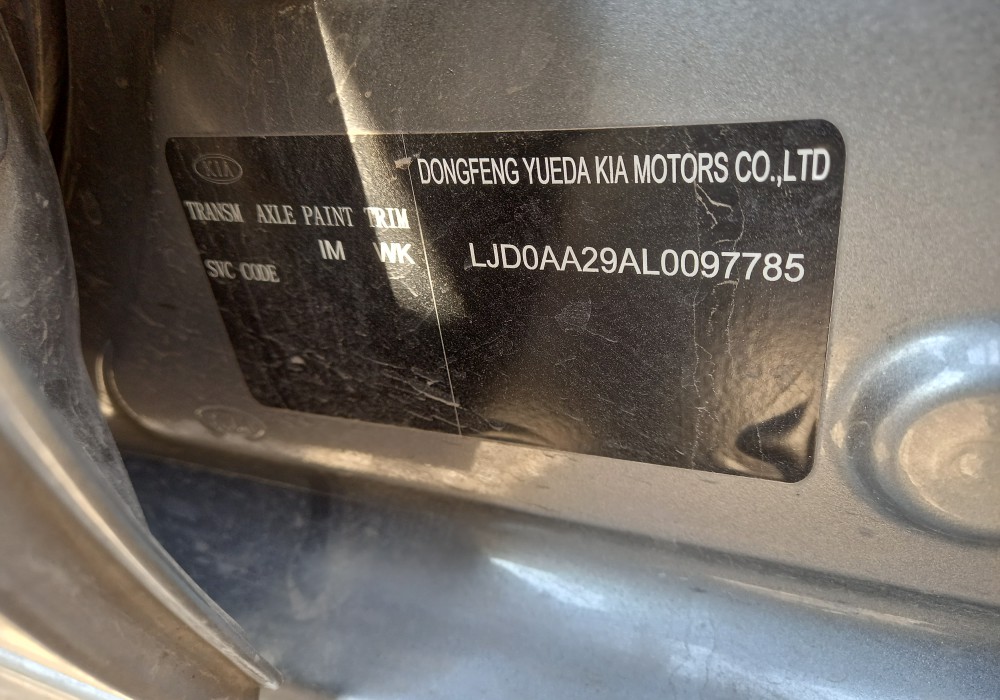 KIA
DONGFENG YUEDA KIA MOTORS CO.,LTD
TRANSM AXLE PAINT TRIM
IM WK
SVC CODE
LJD0AA29AL0097785